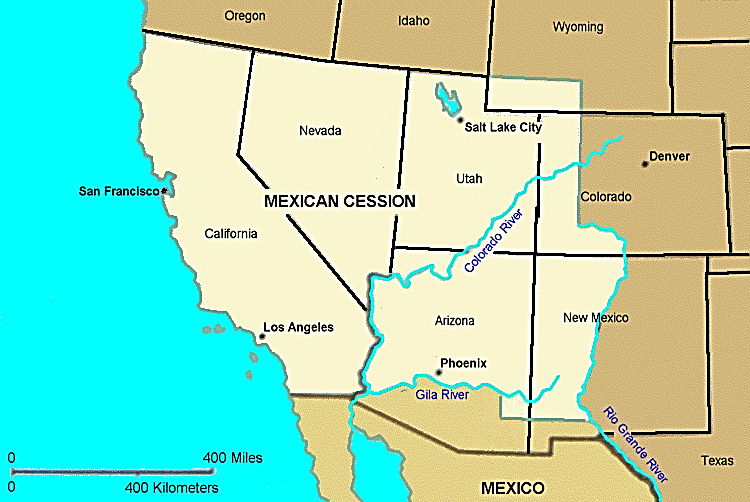 Oregon
Idaho
Wyoming
Nevada
Salt Lake City
Denver
Utah
San Francisco
MEXICAN CESSION
Colorado
California
Colorado River
Los Angeles
Arizona
New Mexico
Phoenix
Gila River
Rio Grande River
Texas
0 400 Miles
0 400 Kilometers
MEXICO